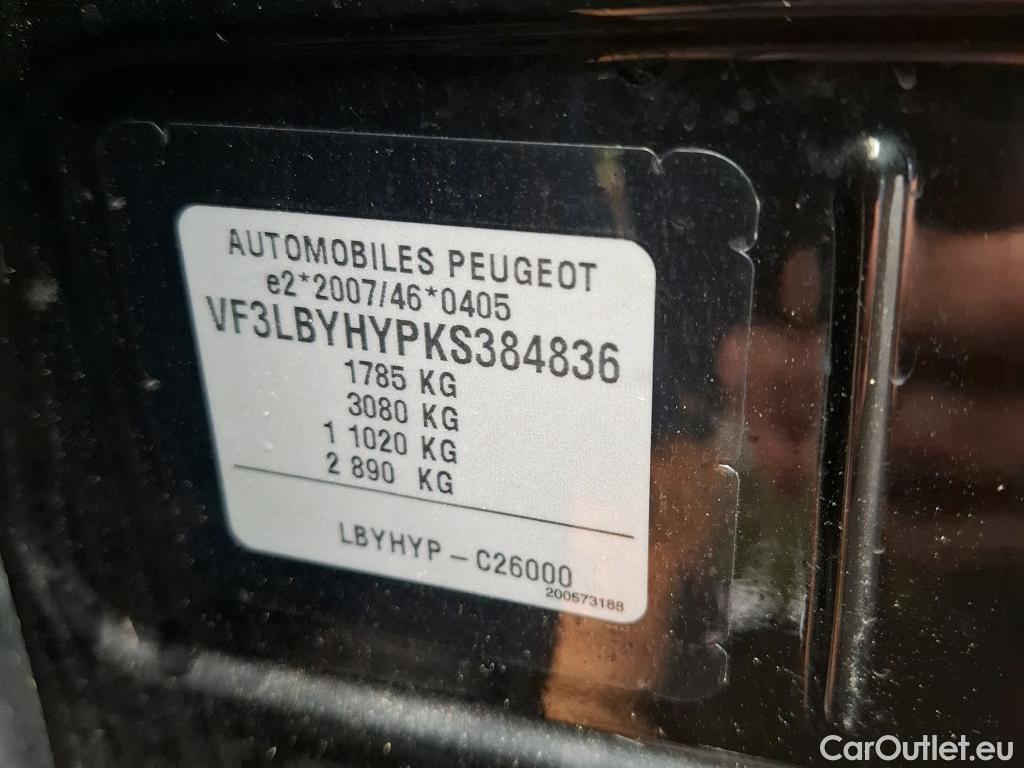 AUTOMOBILES PEUGEOT
e2*2007/46*0405
VF3LBYHYPKS384836
1785 KG
3080 KG
1 1020 KG
2 890 KG
LBYHYP - C26000
200573188
CarOutlet.eu